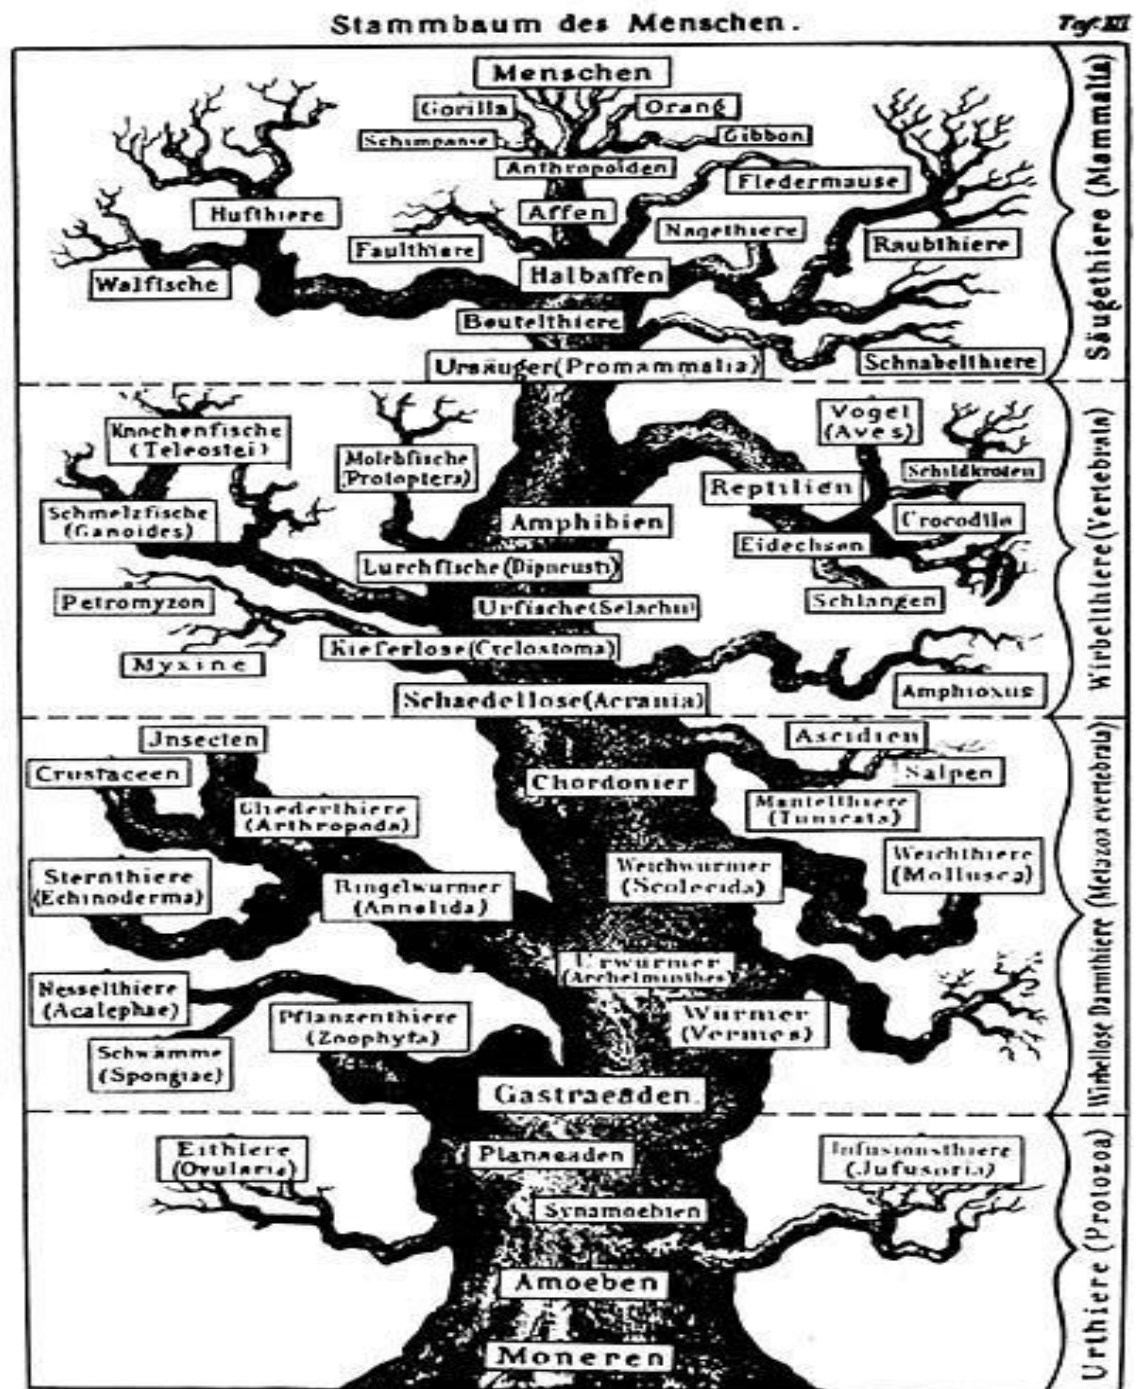 Stammbaum des Menschen.
Taf. XII
Menschen
Gorilla
Orang
Schimpanse
Gibbon
Anthropoiden
Fledermause
Hufthiere
Affen
Nagethiere
Faulthiere
Raubthiere
Halbaffen
Walfische
Beutelthiere
Ursäuger (Promammalia)
Schnabelthiere
Säugethiere (Mammalia)
Knochenfische
(Teleostei)
Molchfische
(Protoptera)
Vogel
(Aves)
Schildkroten
Reptilien
Schmelzfische
(Ganoides)
Amphibien
Crocodile
Eidechsen
Lurchfische (Dipneusti)
Petromyzon
Urfische (Selachii)
Schlangen
Kieferlose (Cyclostoma)
Myxine
Schaedellose (Acrania)
Amphioxus
Wirbelthiere (Vertebrata)
Jnsecten
Ascidien
Crustaceen
Chordonier
Salpen
Gliederthiere
(Arthropoda)
Mantelthiere
(Tunicata)
Sternthiere
(Echinoderma)
Ringelwurmer
(Annelida)
Weichwurmer
(Scolecida)
Weichthiere
(Mollusca)
Urwurmer
(Archelminthes)
Nesselthiere
(Acalephae)
Pflanzenthiere
(Zoophyta)
Wurmer
(Vermes)
Schwämme
(Spongiae)
Gastraeaden.
Wirbellose Darmthiere (Metazoa evertebrata)
Eithiere
(Ovularia)
Planaeaden
Infusionsthiere
(Jufusoria)
Synamoebien
Amoeben
Moneren
Urthiere (Protozoa)